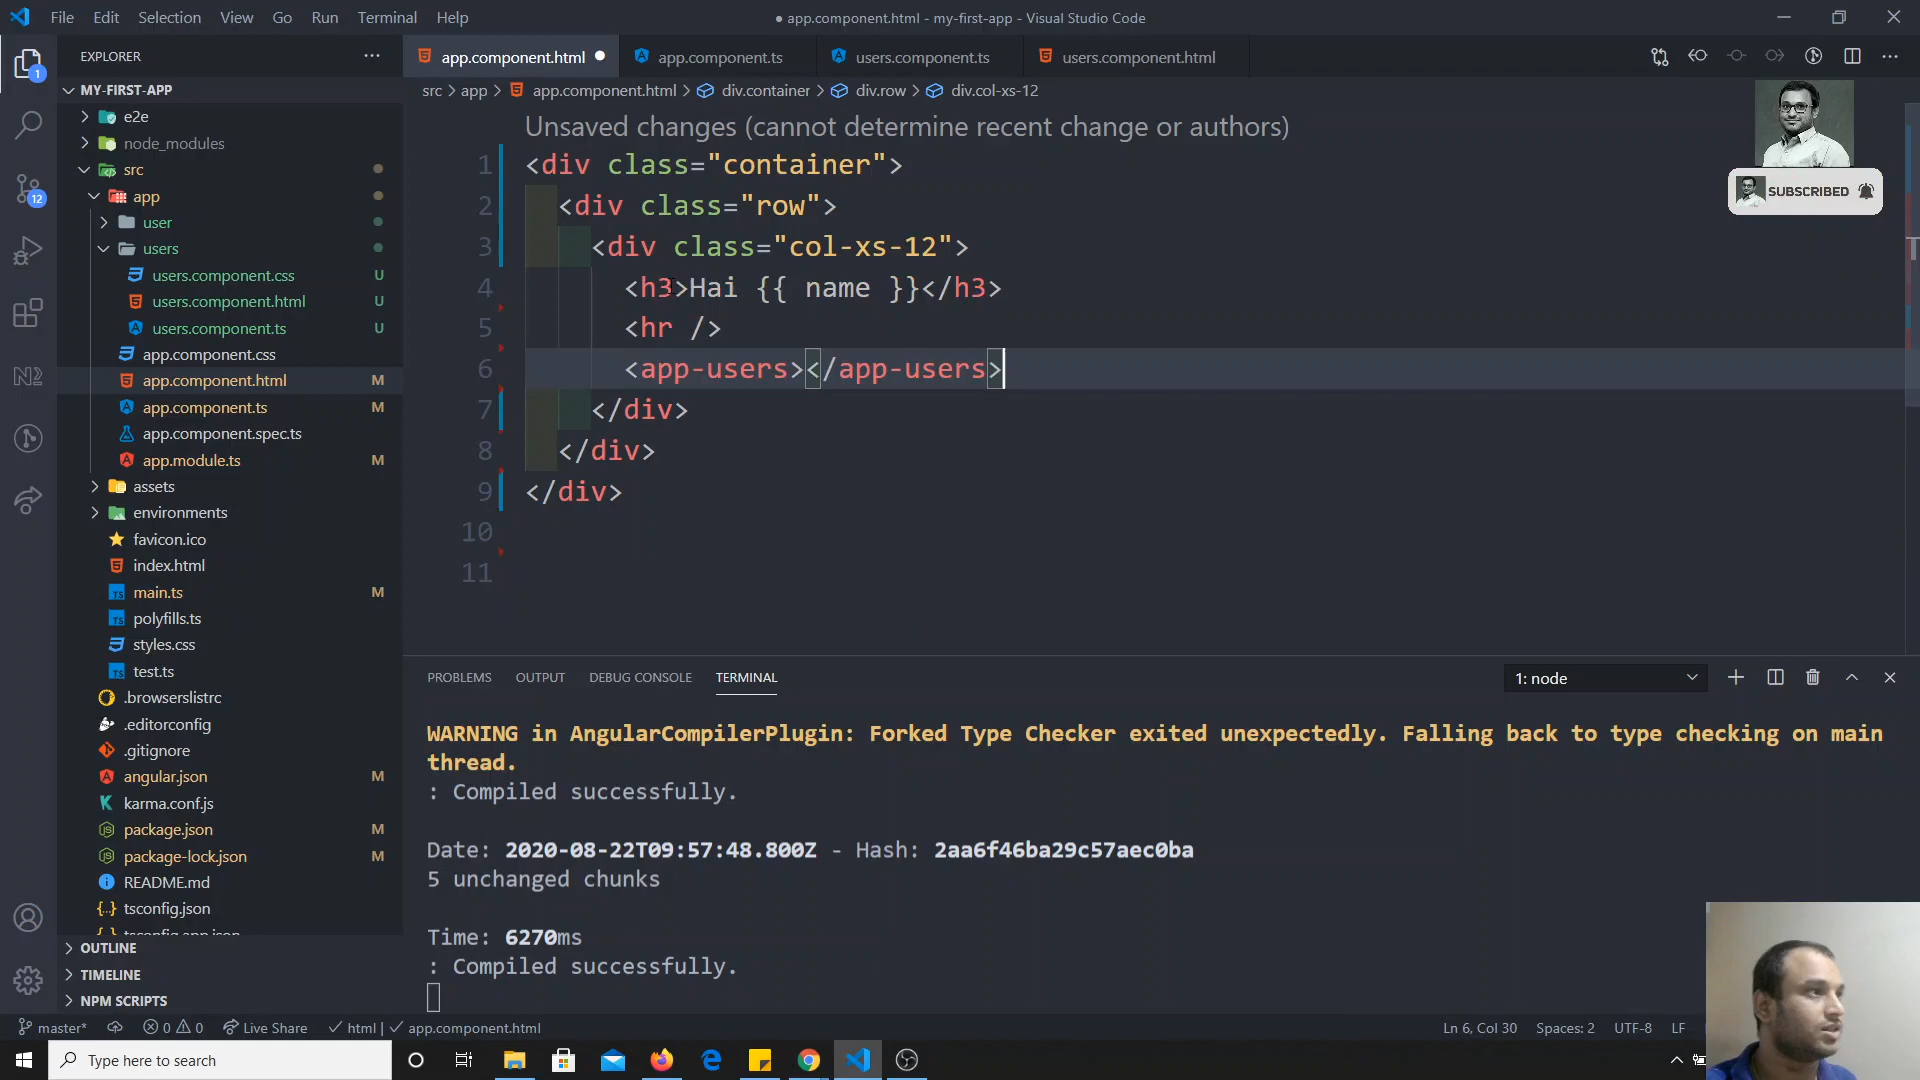 File Edit Selection View Go Run Terminal Help
● app.component.html - my-first-app - Visual Studio Code
EXPLORER
app.component.html
app.component.ts
users.component.ts
users.component.html
MY-FIRST-APP
src > app > app.component.html > div.container > div.row > div.col-xs-12
1
e2e
node_modules
src
app
user
users
users.component.css U
users.component.html U
users.component.ts U
app.component.css
app.component.html M
app.component.ts M
app.component.spec.ts
app.module.ts M
assets
environments
favicon.ico
index.html
main.ts M
polyfills.ts
styles.css
test.ts
.browserslistrc
.editorconfig
.gitignore
angular.json M
karma.conf.js
package.json M
package-lock.json M
README.md
tsconfig.json
tsconfig.app.json
OUTLINE
TIMELINE
NPM SCRIPTS
12
Unsaved changes (cannot determine recent change or authors)
1 <div class="container">
2 <div class="row">
3 <div class="col-xs-12">
4 <h3>Hai {{ name }}</h3>
5 <hr />
6 <app-users></app-users>
7 </div>
8 </div>
9 </div>
10
11
SUBSCRIBED
PROBLEMS OUTPUT DEBUG CONSOLE TERMINAL
1: node
WARNING in AngularCompilerPlugin: Forked Type Checker exited unexpectedly. Falling back to type checking on main
thread.
: Compiled successfully.
Date: 2020-08-22T09:57:48.800Z - Hash: 2aa6f46ba29c57aec0ba
5 unchanged chunks
Time: 6270ms
: Compiled successfully.
master* 0 0 Live Share html | app.component.html
Ln 6, Col 30 Spaces: 2 UTF-8 LF
Type here to search